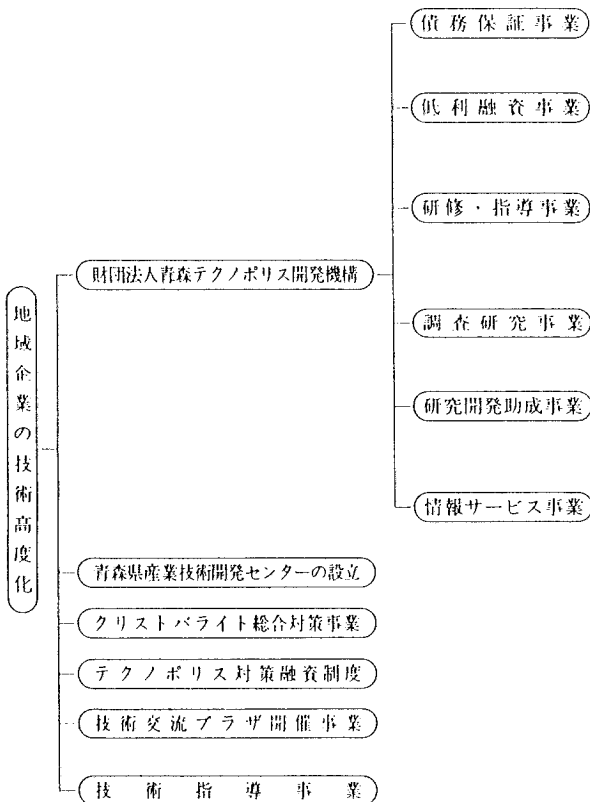 地域企業の技術高度化
財団法人青森テクノポリス開発機構
債務保証事業
低利融資事業
研修・指導事業
調査研究事業
研究開発助成事業
情報サービス事業
青森県産業技術開発センターの設立
クリストバライト総合対策事業
テクノポリス対策融資制度
技術交流プラザ開催事業
技術指導事業